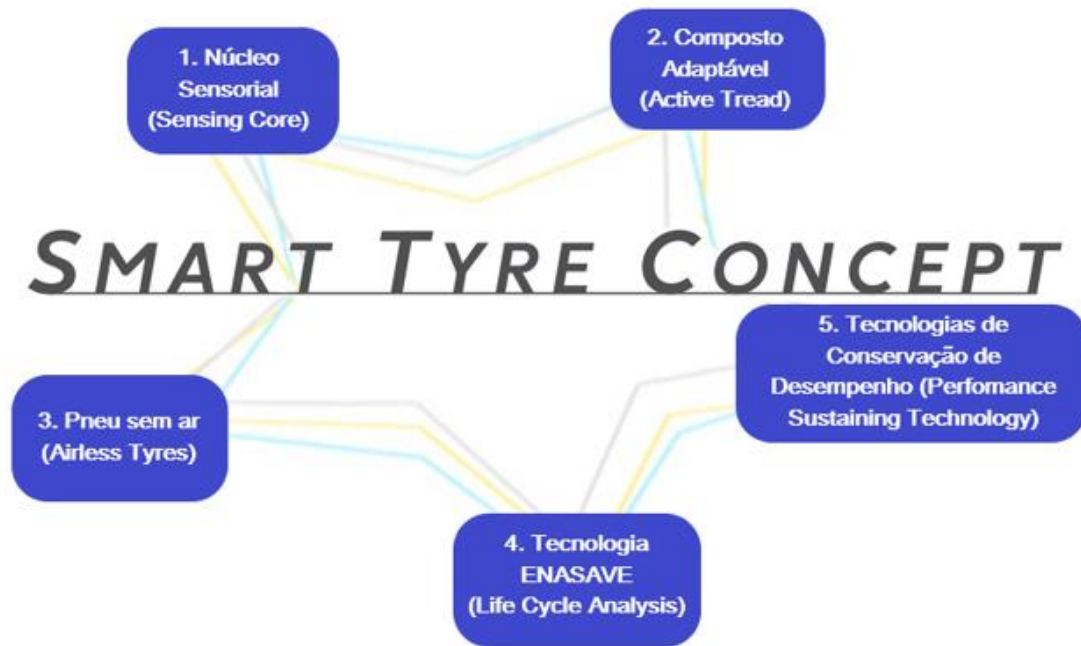 1. Núcleo
Sensorial
(Sensing Core)
2. Composto
Adaptável
(Active Tread)
SMART TYRE CONCEPT
3. Pneu sem ar
(Airless Tyres)
5. Tecnologias de
Conservação de
Desempenho (Perfomance
Sustaining Technology)
4. Tecnologia
ENASAVE
(Life Cycle Analysis)